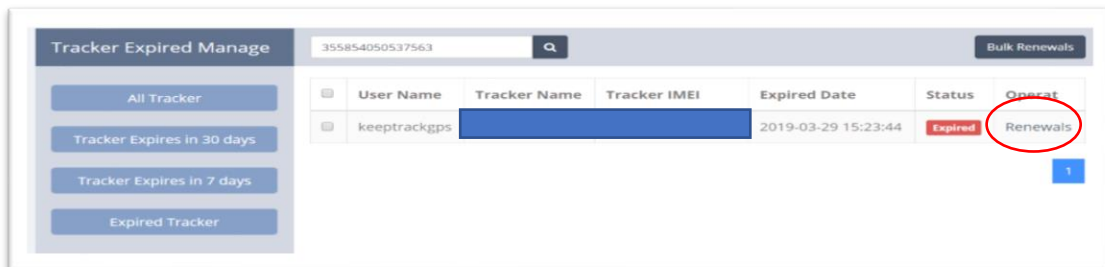 Tracker Expired Manage
355854050537563
Bulk Renewals
All Tracker
Tracker Expires in 30 days
Tracker Expires in 7 days
Expired Tracker
User Name Tracker Name Tracker IMEI Expired Date Status Operat
keeptrackgps 2019-03-29 15:23:44 Expired Renewals
1